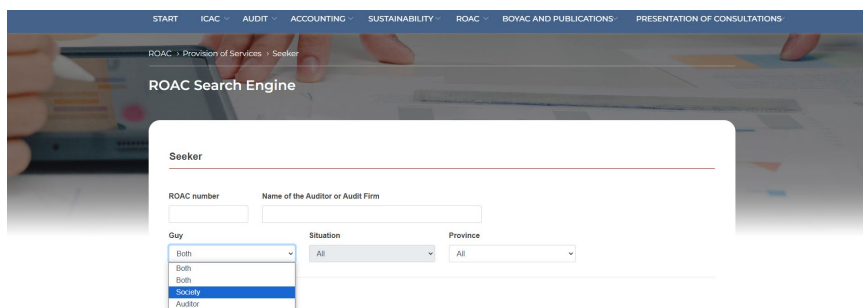 START ICAC AUDIT ACCOUNTING SUSTAINABILITY ROAC BOYAC AND PUBLICATIONS PRESENTATION OF CONSULTATIONS
ROAC › Provision of Services › Seeker
ROAC Search Engine
Seeker
ROAC number Name of the Auditor or Audit Firm
Guy Situation Province
Both All All
Both
Both
Society
Auditor